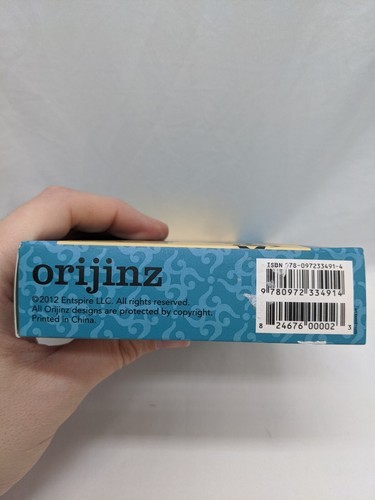 orijinz
©2012 Entspire LLC. All rights reserved.
All Orijinz designs are protected by copyright.
Printed in China.
ISBN 978-097233491-4
9 780972 334914
8 24676 00002 3